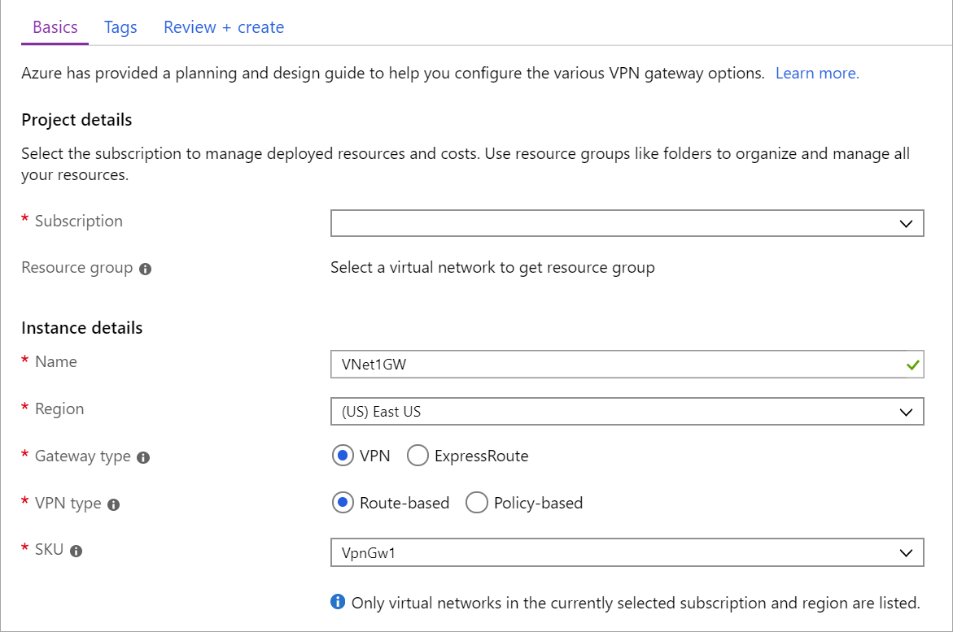 Basics Tags Review + create
Azure has provided a planning and design guide to help you configure the various VPN gateway options. Learn more.
Project details
Select the subscription to manage deployed resources and costs. Use resource groups like folders to organize and manage all
your resources.
* Subscription
Resource group Select a virtual network to get resource group
Instance details
* Name VNet1GW
* Region (US) East US
* Gateway type VPN ExpressRoute
* VPN type Route-based Policy-based
* SKU VpnGw1
Only virtual networks in the currently selected subscription and region are listed.